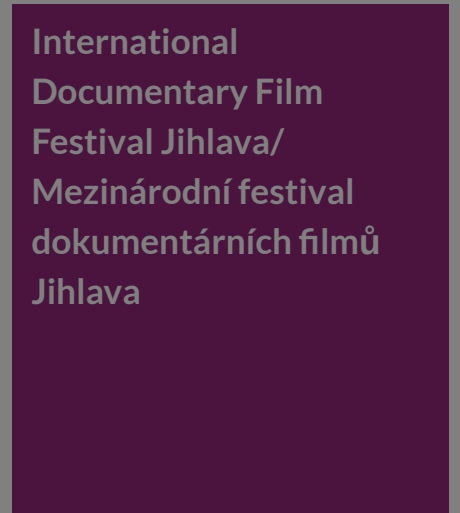 International
Documentary Film
Festival Jihlava/
Mezinárodní festival
dokumentárních filmů
Jihlava